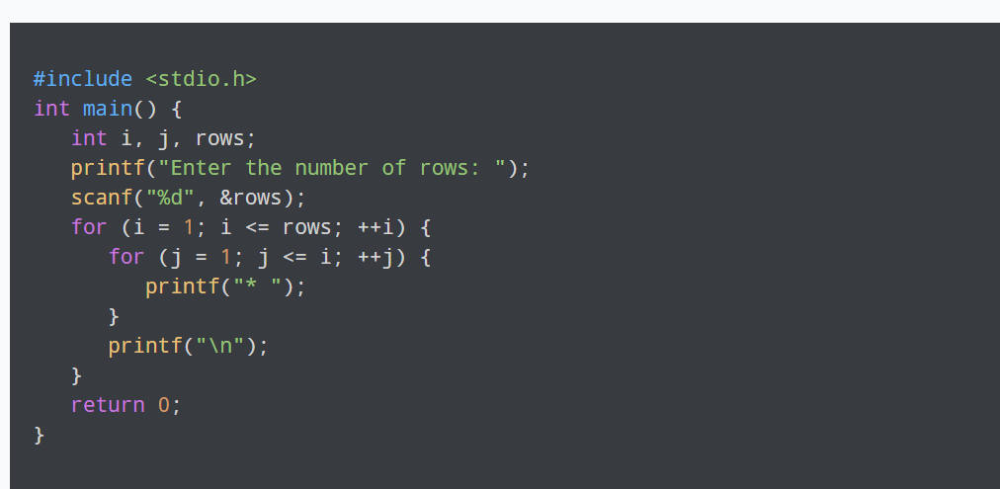 #include <stdio.h>
int main() {
   int i, j, rows;
   printf("Enter the number of rows: ");
   scanf("%d", &rows);
   for (i = 1; i <= rows; ++i) {
      for (j = 1; j <= i; ++j) {
         printf("* ");
      }
      printf("\n");
   }
   return 0;
}